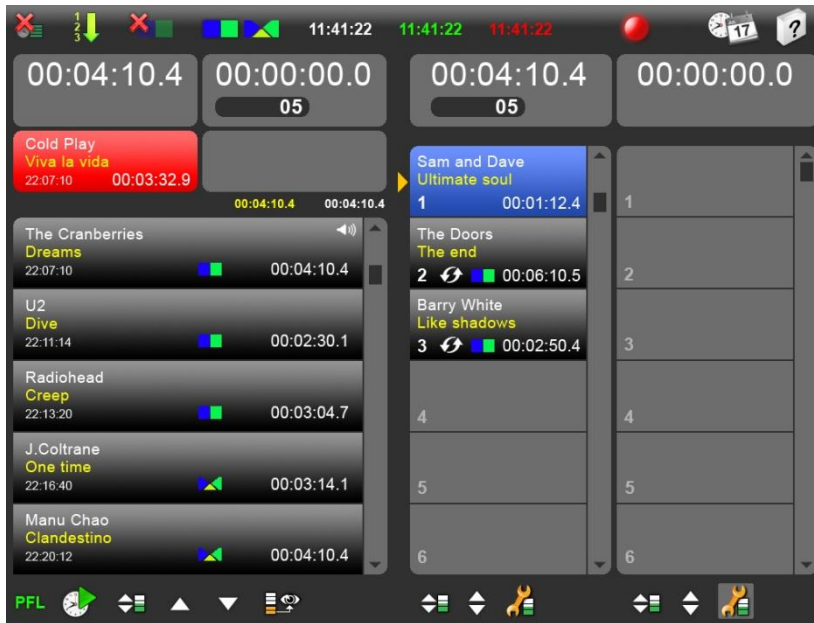 1
2
3
11:41:22
11:41:22
11:41:22
17
?
00:04:10.4
00:00:00.0
05
00:04:10.4
05
00:00:00.0
Cold Play
Viva la vida
22:07:10 00:03:32.9
00:04:10.4 00:04:10.4
The Cranberries
Dreams
22:07:10 00:04:10.4
U2
Dive
22:11:14 00:02:30.1
Radiohead
Creep
22:13:20 00:03:04.7
J.Coltrane
One time
22:16:40 00:03:14.1
Manu Chao
Clandestino
22:20:12 00:04:10.4
Sam and Dave
Ultimate soul
1 00:01:12.4
The Doors
The end
2 00:06:10.5
Barry White
Like shadows
3 00:02:50.4
4
5
6
1
2
3
4
5
6
PFL